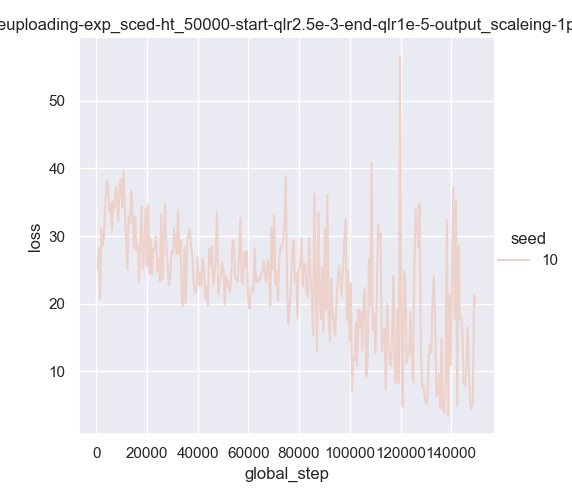 euploading-exp_sced-ht_50000-start-qlr2.5e-3-end-qlr1e-5-output_scaleing-1p
50
40
30
20
10
loss
0 20000 40000 60000 80000 100000 120000 140000
global_step
seed
10